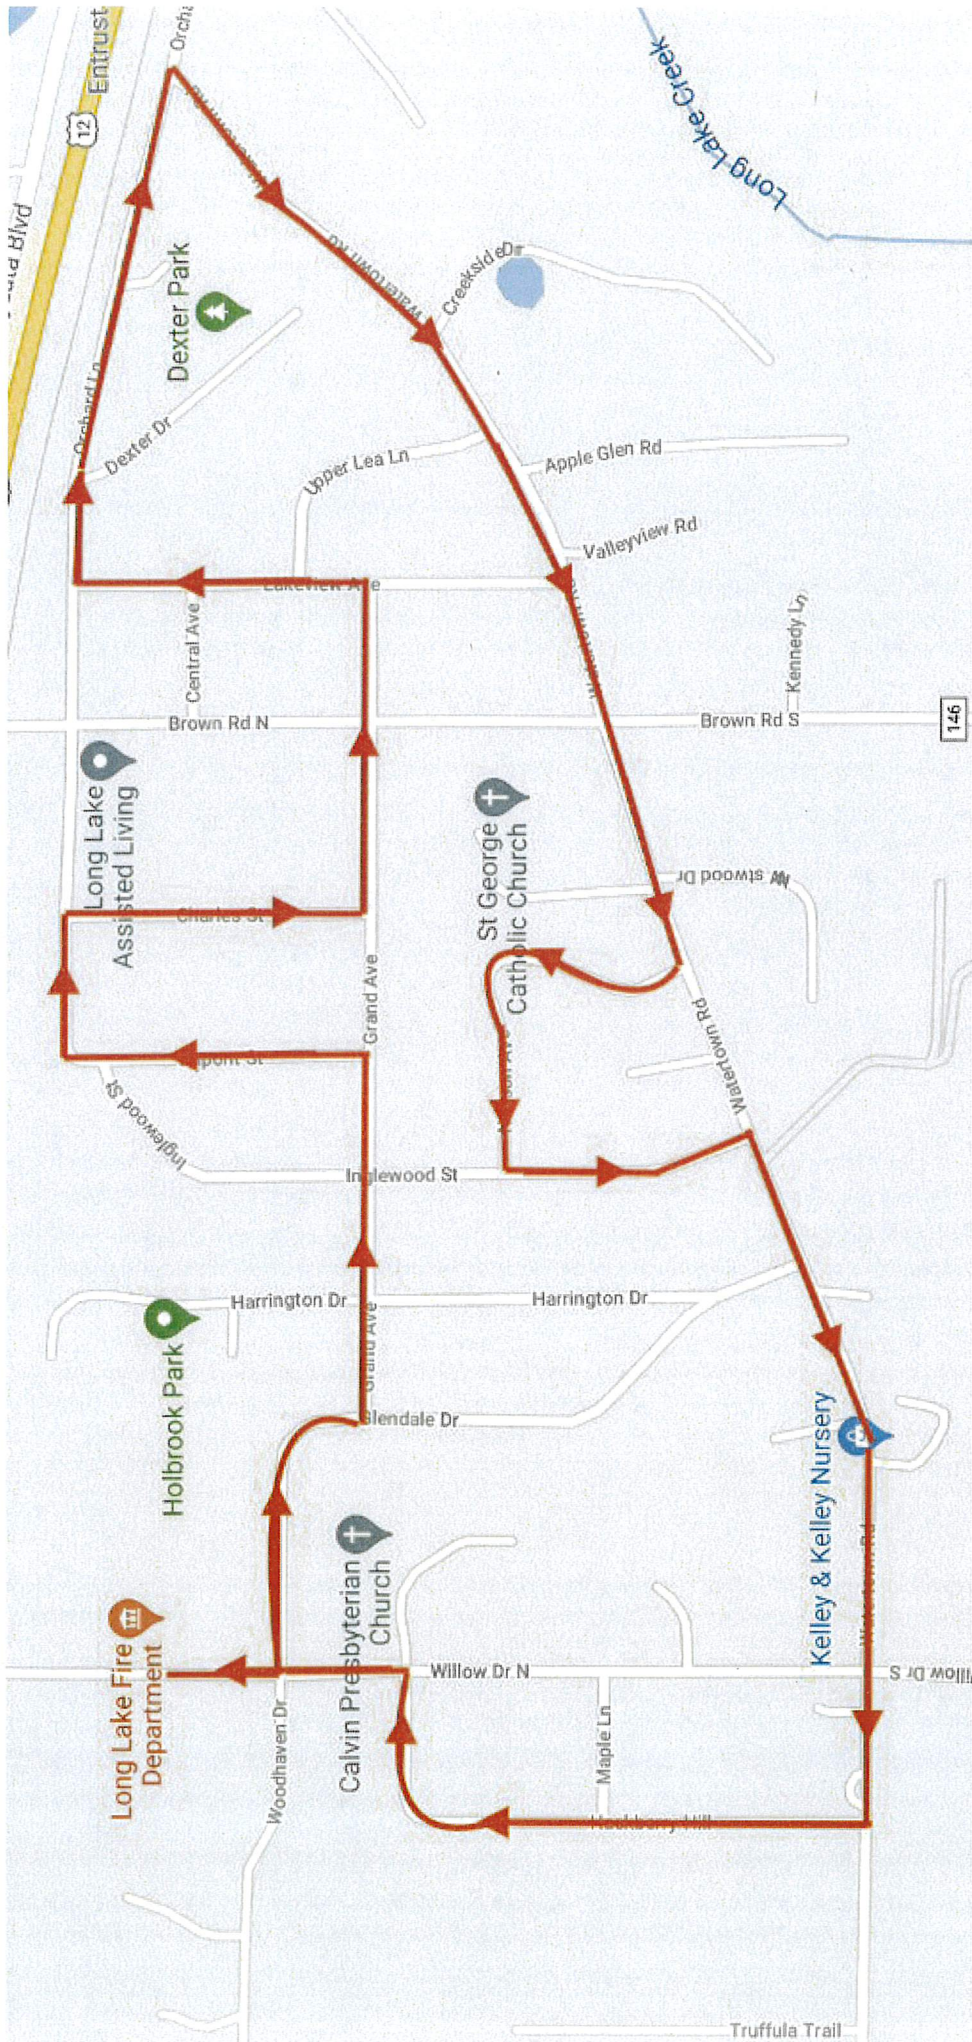 Entrust
12
Long Lake Creek
Dexter Park
Creekside Dr
Orchard Ln
Dexter Dr
Watertown Rd
Upper Lea Ln
Apple Glen Rd
Valleyview Rd
Lakeview Ave
Central Ave
Kennedy Ln
Brown Rd N
Brown Rd S
146
Long Lake
Assisted Living
St George
Catholic Church
Charles St
Grand Ave
Watertown Rd
Inglewood St
Inglewood St
Harrington Dr
Harrington Dr
Grand Ave
Holbrook Park
Glendale Dr
Kelley & Kelley Nursery
Calvin Presbyterian
Church
Long Lake Fire
Department
Willow Dr N
Woodhaven Dr
Maple Ln
Watertown Rd
Truffula Trail